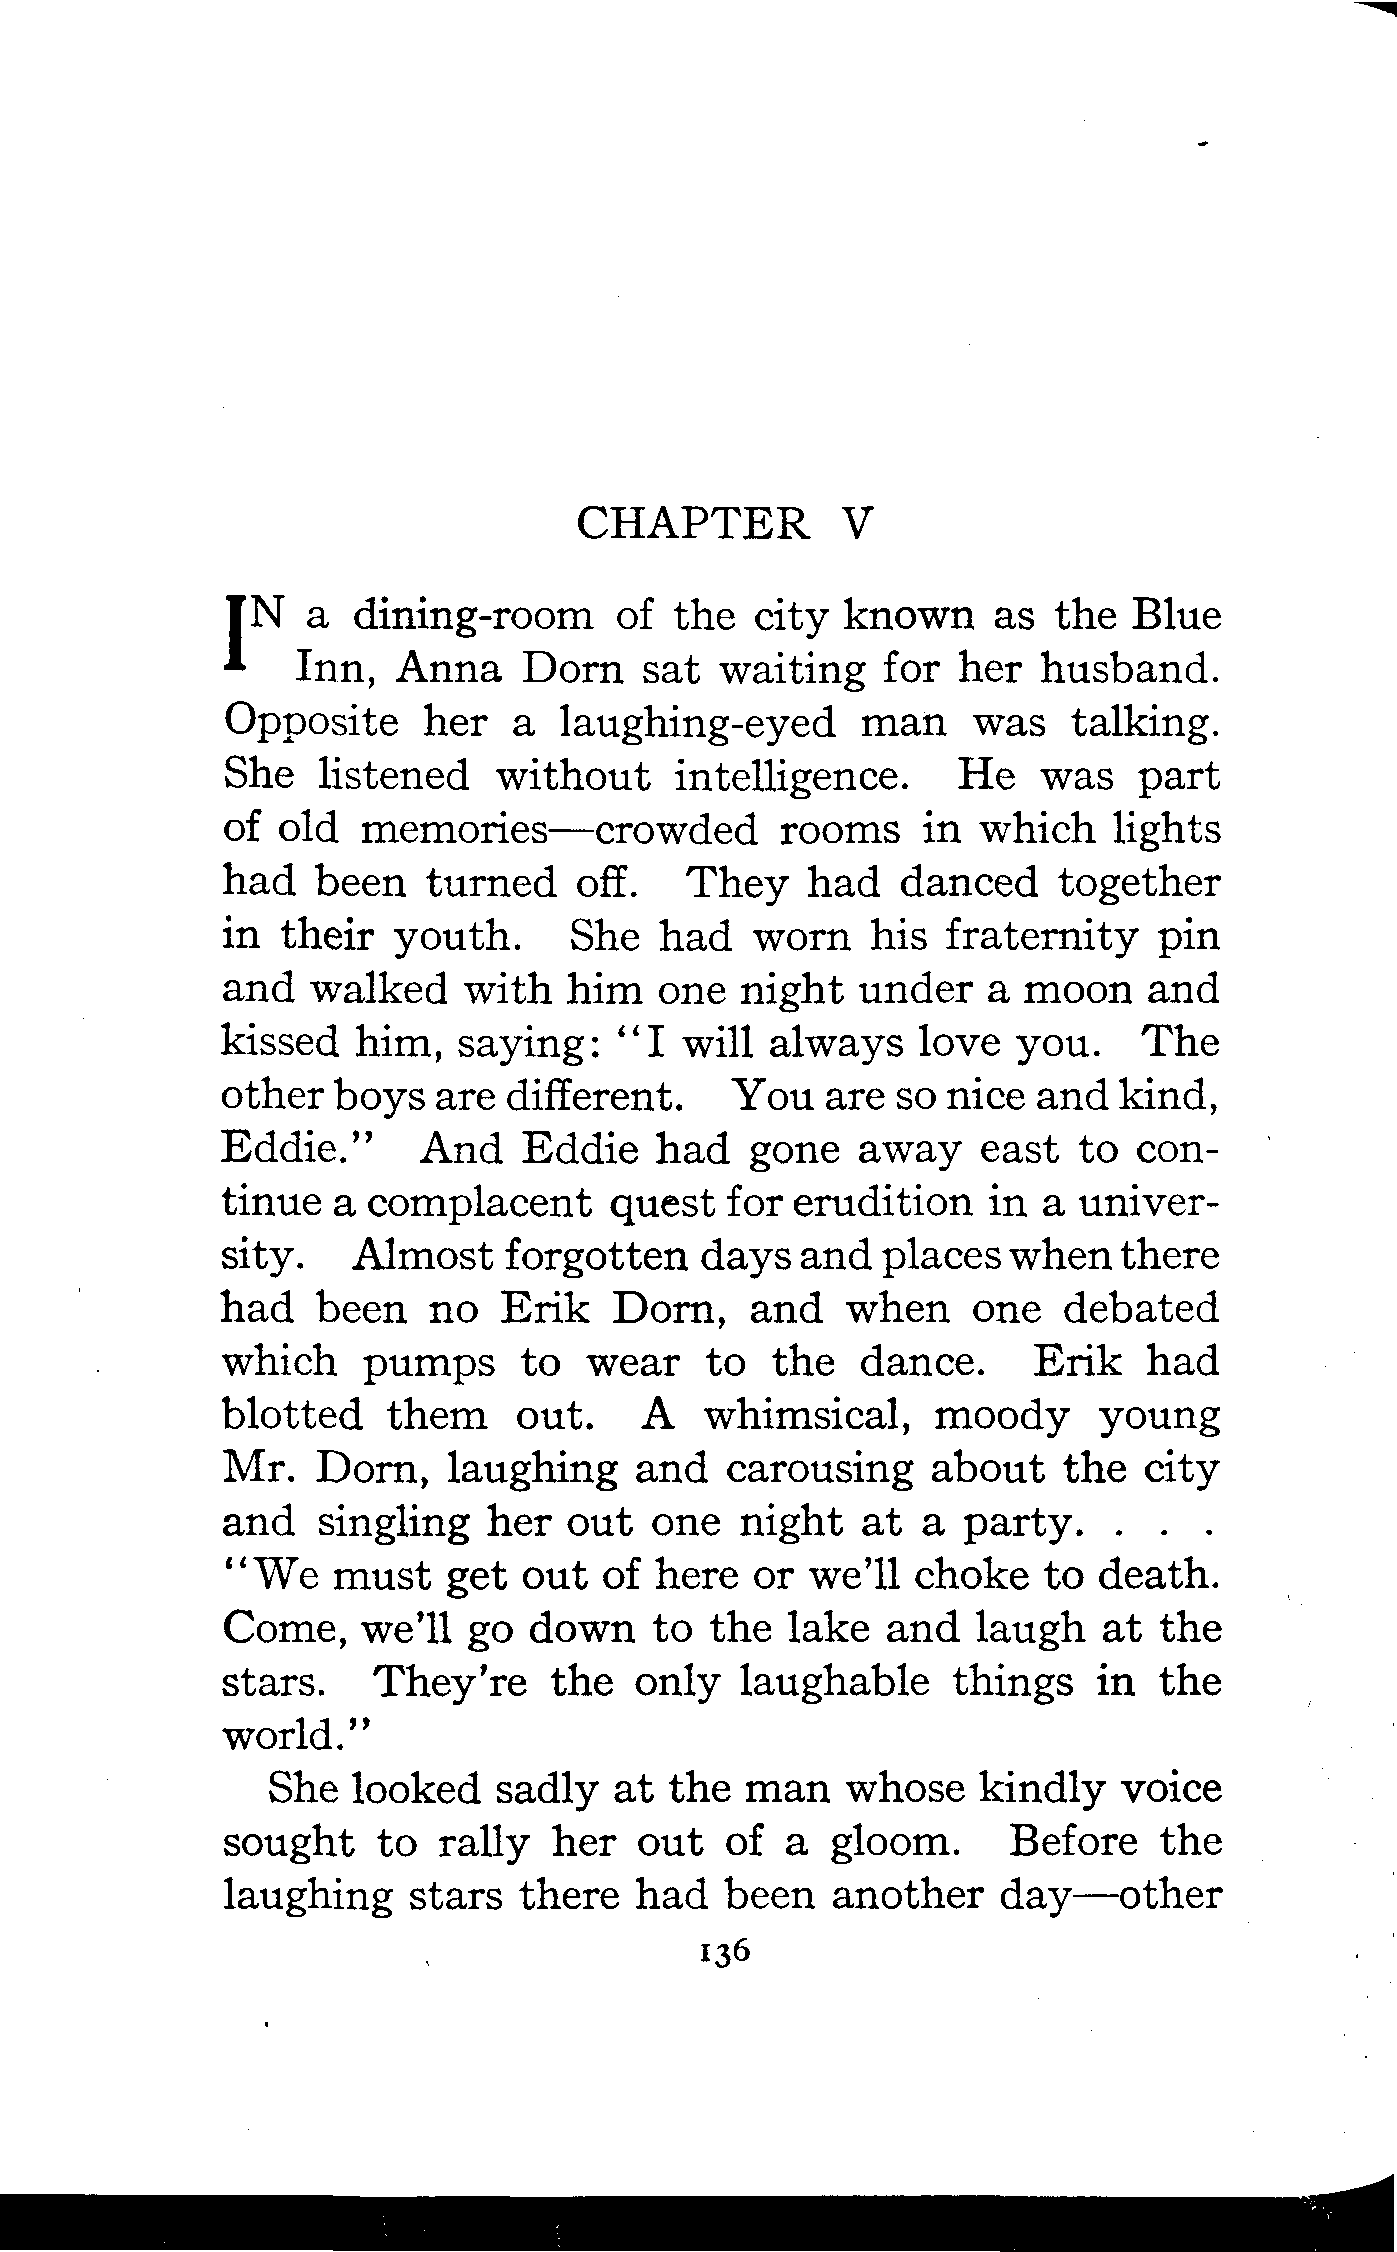 CHAPTER V
IN a dining-room of the city known as the Blue
Inn, Anna Dorn sat waiting for her husband.
Opposite her a laughing-eyed man was talking.
She listened without intelligence. He was part
of old memories—crowded rooms in which lights
had been turned off. They had danced together
in their youth. She had worn his fraternity pin
and walked with him one night under a moon and
kissed him, saying: "I will always love you. The
other boys are different. You are so nice and kind,
Eddie." And Eddie had gone away east to con-
tinue a complacent quest for erudition in a univer-
sity. Almost forgotten days and places when there
had been no Erik Dorn, and when one debated
which pumps to wear to the dance. Erik had
blotted them out. A whimsical, moody young
Mr. Dorn, laughing and carousing about the city
and singling her out one night at a party. . . .
"We must get out of here or we'll choke to death.
Come, we'll go down to the lake and laugh at the
stars. They're the only laughable things in the
world."
She looked sadly at the man whose kindly voice
sought to rally her out of a gloom. Before the
laughing stars there had been another day—other
136